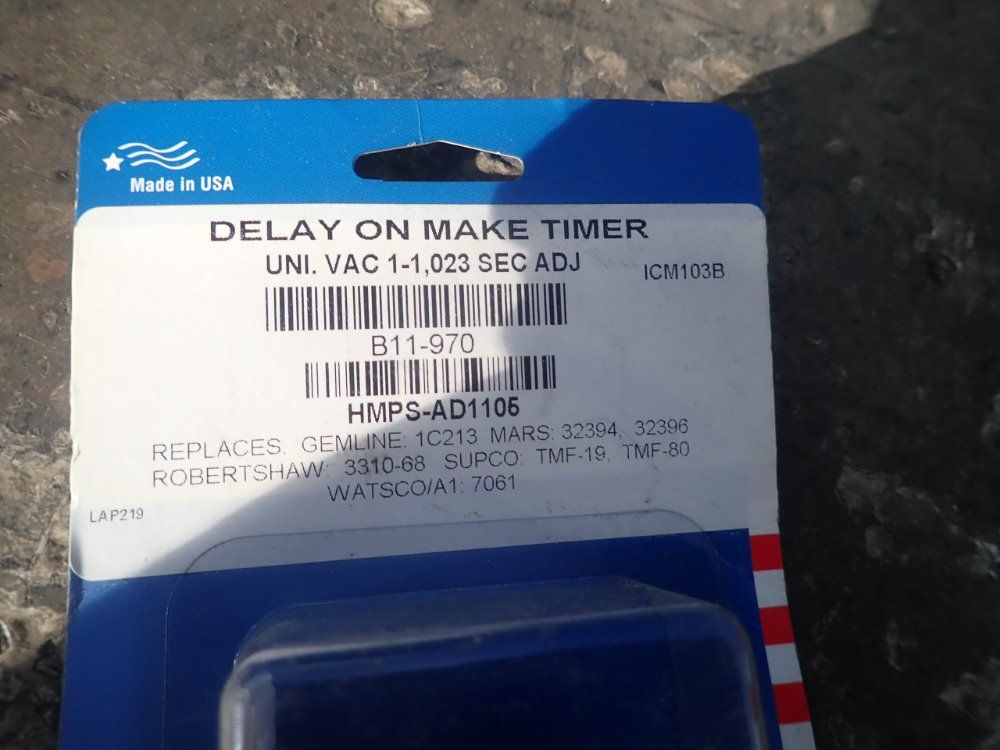 Made in USA
DELAY ON MAKE TIMER
UNI. VAC 1-1,023 SEC ADJ
ICM103B
B11-970
HMPS-AD1105
REPLACES: GEMLINE: 1C213 MARS: 32394, 32396
ROBERTSHAW: 3310-68 SUPCO: TMF-19, TMF-80
WATSCO/A1: 7061
LAP219